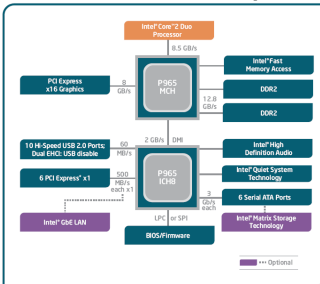 Intel® Core™2 Duo
Processor
8.5 GB/s
P965
MCH
Intel® Fast
Memory Access
PCI Express
x16 Graphics
8
GB/s
DDR2
12.8
GB/s
DDR2
2 GB/s
DMI
10 Hi-Speed USB 2.0 Ports;
Dual EHCI; USB disable
60
MB/s
P965
ICH8
Intel® High
Definition Audio
6 PCI Express® x1
500
MB/s
each x1
Intel® Quiet System
Technology
3
Gb/s
each
6 Serial ATA Ports
Intel® GbE LAN
LPC or SPI
Intel® Matrix Storage
Technology
BIOS/Firmware
Optional